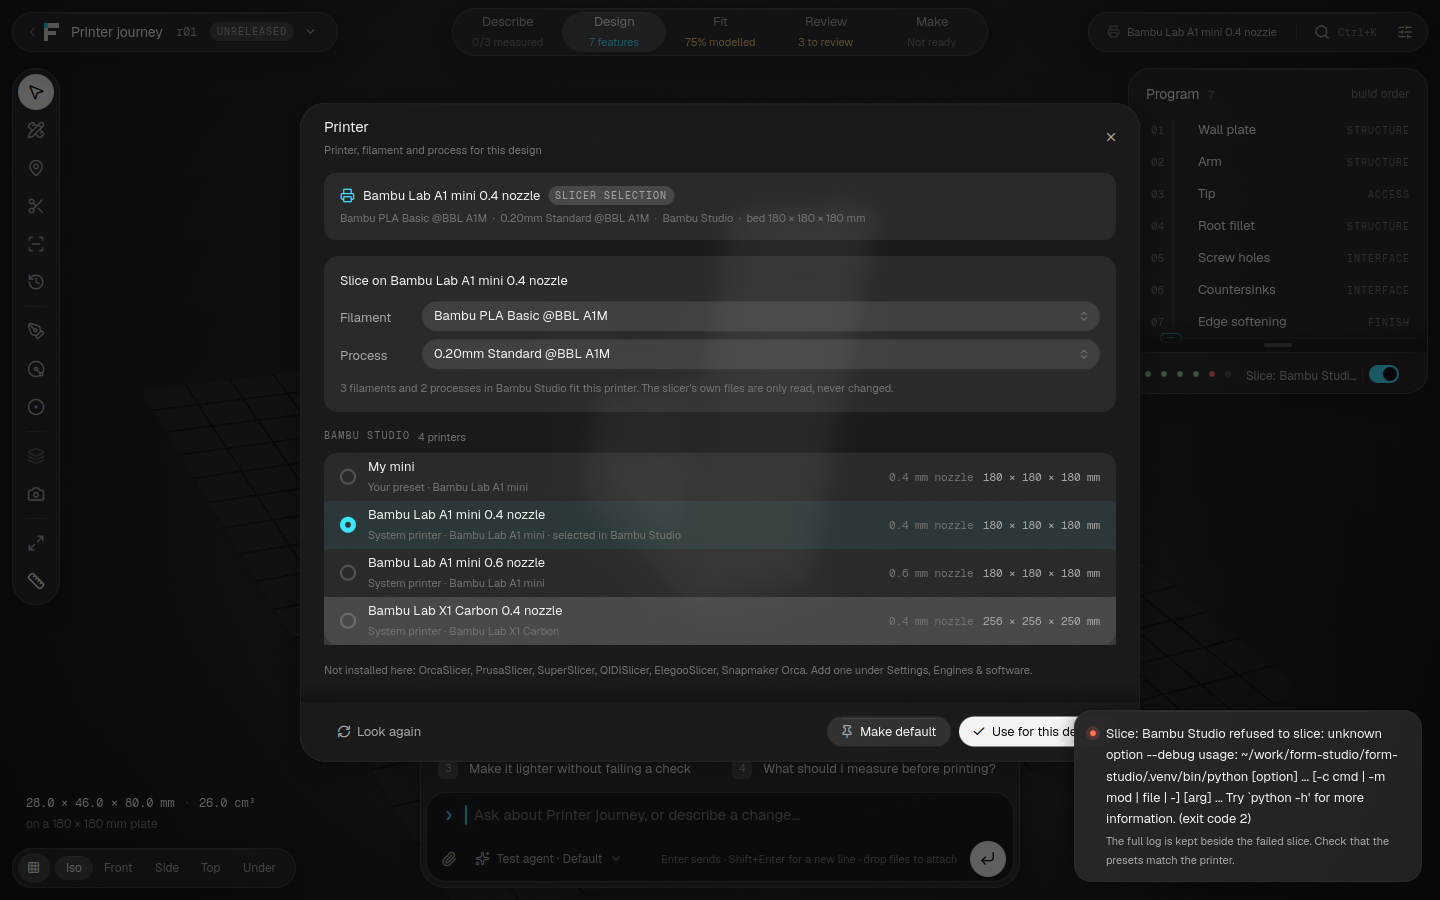 Printer journey r01 UNRELEASED
Describe
0/3 measured
Design
7 features
Fit
75% modelled
Review
3 to review
Make
Not ready
Bambu Lab A1 mini 0.4 nozzle
Ctrl+K
Program 7 build order
01 Wall plate STRUCTURE
02 Arm STRUCTURE
03 Tip ACCESS
04 Root fillet STRUCTURE
05 Screw holes INTERFACE
06 Countersinks INTERFACE
07 Edge softening FINISH
Slice: Bambu Studi...
Printer
Printer, filament and process for this design
Bambu Lab A1 mini 0.4 nozzle SLICER SELECTION
Bambu PLA Basic @BBL A1M · 0.20mm Standard @BBL A1M · Bambu Studio · bed 180 × 180 × 180 mm
Slice on Bambu Lab A1 mini 0.4 nozzle
Filament Bambu PLA Basic @BBL A1M
Process 0.20mm Standard @BBL A1M
3 filaments and 2 processes in Bambu Studio fit this printer. The slicer's own files are only read, never changed.
BAMBU STUDIO 4 printers
My mini
Your preset · Bambu Lab A1 mini
0.4 mm nozzle 180 × 180 × 180 mm
Bambu Lab A1 mini 0.4 nozzle
System printer · Bambu Lab A1 mini · selected in Bambu Studio
0.4 mm nozzle 180 × 180 × 180 mm
Bambu Lab A1 mini 0.6 nozzle
System printer · Bambu Lab A1 mini
0.6 mm nozzle 180 × 180 × 180 mm
Bambu Lab X1 Carbon 0.4 nozzle
System printer · Bambu Lab X1 Carbon
0.4 mm nozzle 256 × 256 × 250 mm
Not installed here: OrcaSlicer, PrusaSlicer, SuperSlicer, QIDISlicer, ElegooSlicer, Snapmaker Orca. Add one under Settings, Engines & software.
Look again
Make default
Use for this de
3 Make it lighter without failing a check
4 What should I measure before printing?
Ask about Printer journey, or describe a change...
Test agent · Default
Enter sends · Shift+Enter for a new line · drop files to attach
28.0 × 46.0 × 80.0 mm · 26.0 cm³
on a 180 × 180 mm plate
Iso Front Side Top Under
Slice: Bambu Studio refused to slice: unknown
option --debug usage: ~/work/form-studio/form-
studio/.venv/bin/python [option] ... [-c cmd | -m
mod | file | -] [arg] ... Try `python -h' for more
information. (exit code 2)
The full log is kept beside the failed slice. Check that the
presets match the printer.